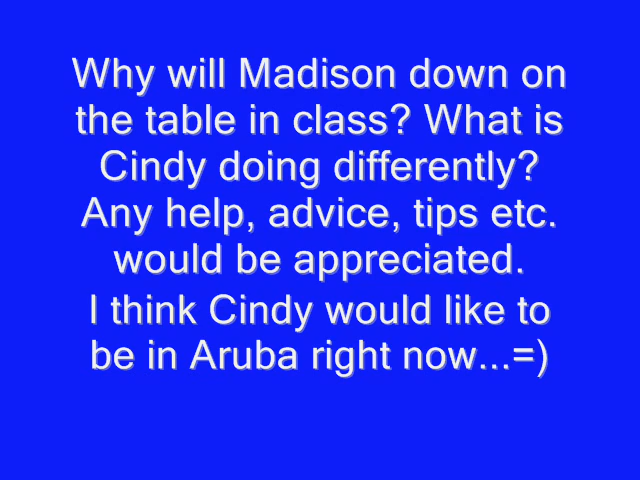 Why will Madison down on
the table in class? What is
Cindy doing differently?
Any help, advice, tips etc.
would be appreciated.
I think Cindy would like to
be in Aruba right now...=)